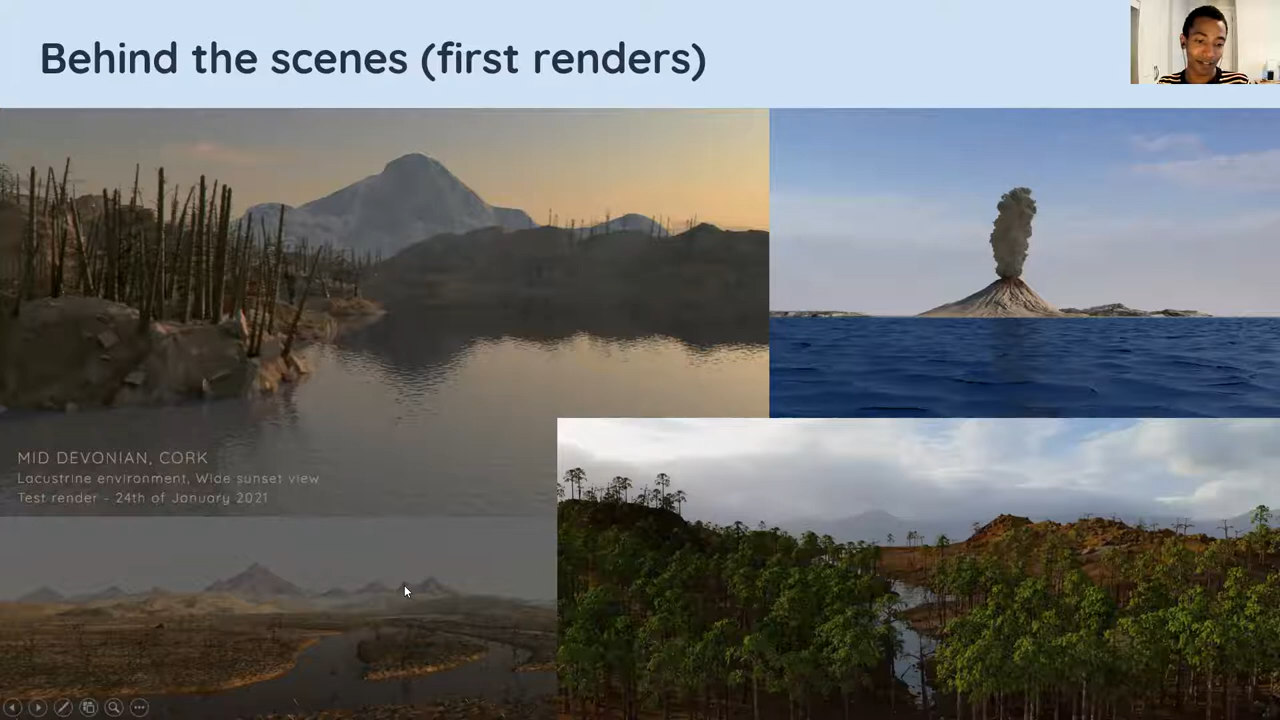 Behind the scenes (first renders)
MID DEVONIAN, CORK
Lacustrine environment, Wide sunset view
Test render - 24th of January 2021